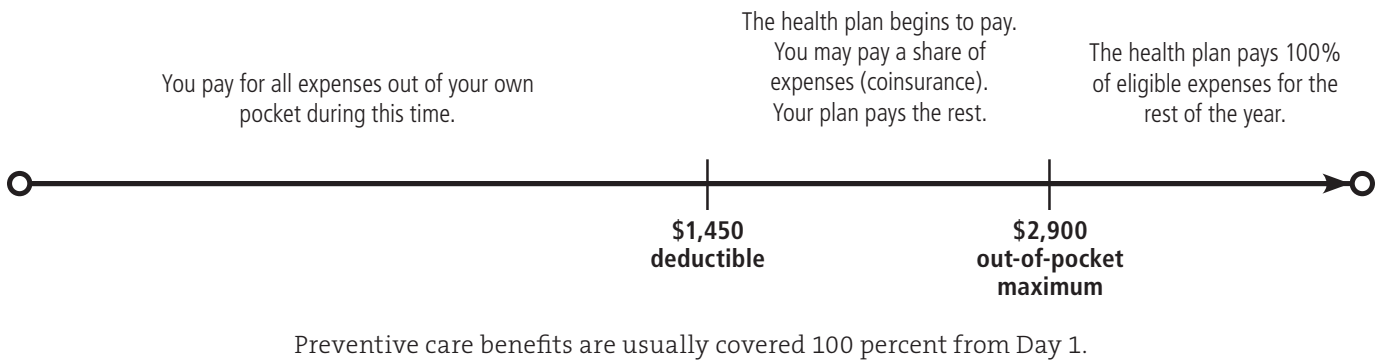 You pay for all expenses out of your own
pocket during this time.
The health plan begins to pay.
You may pay a share of
expenses (coinsurance).
Your plan pays the rest.
The health plan pays 100%
of eligible expenses for the
rest of the year.
$1,450
deductible
$2,900
out-of-pocket
maximum
Preventive care benefits are usually covered 100 percent from Day 1.